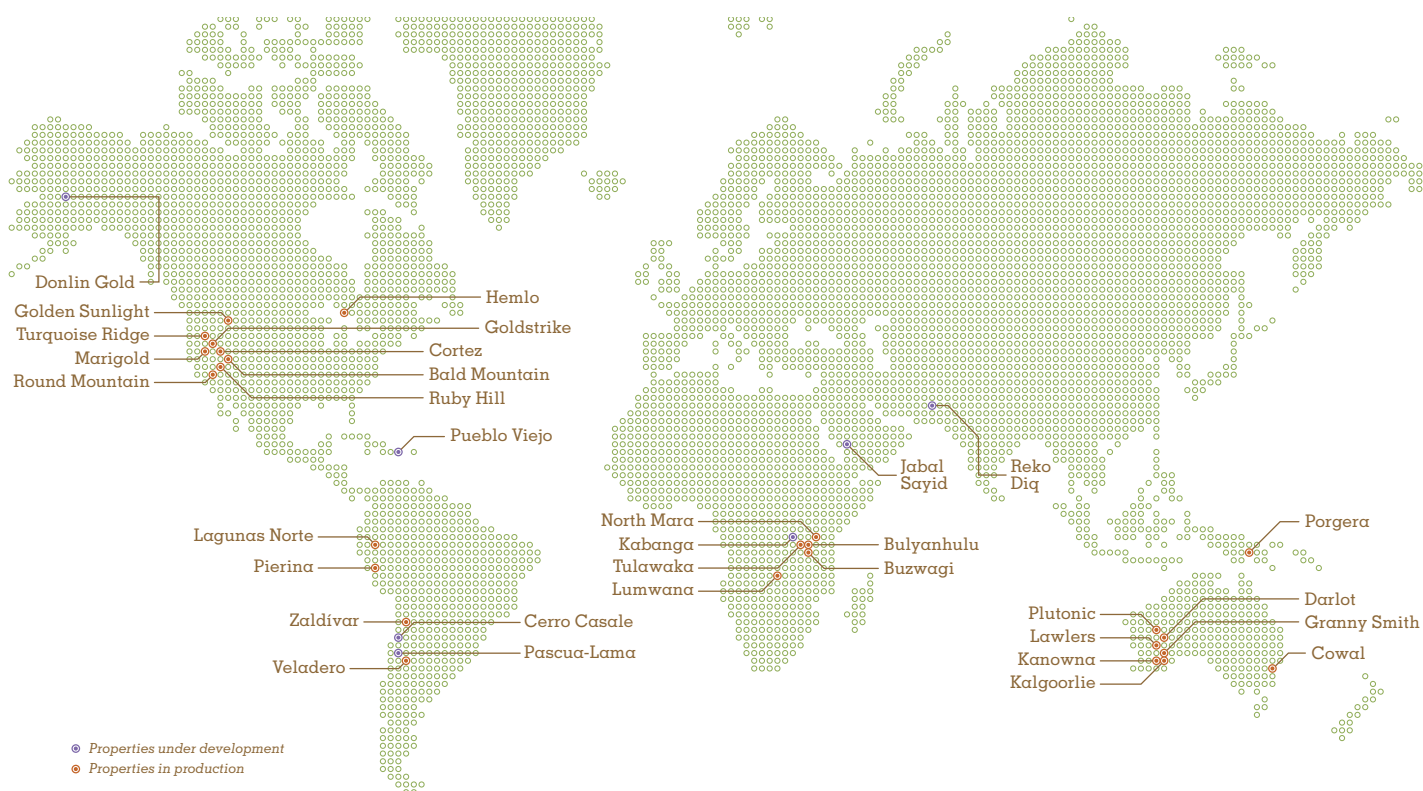 Donlin Gold
Golden Sunlight
Turquoise Ridge
Marigold
Round Mountain
Hemlo
Goldstrike
Cortez
Bald Mountain
Ruby Hill
Pueblo Viejo
Lagunas Norte
Pierina
Zaldívar
Veladero
Cerro Casale
Pascua-Lama
Jabal
Sayid
Reko
Diq
North Mara
Kabanga
Tulawaka
Lumwana
Bulyanhulu
Buzwagi
Porgera
Plutonic
Lawlers
Kanowna
Kalgoorlie
Darlot
Granny Smith
Cowal
Properties under development
Properties in production